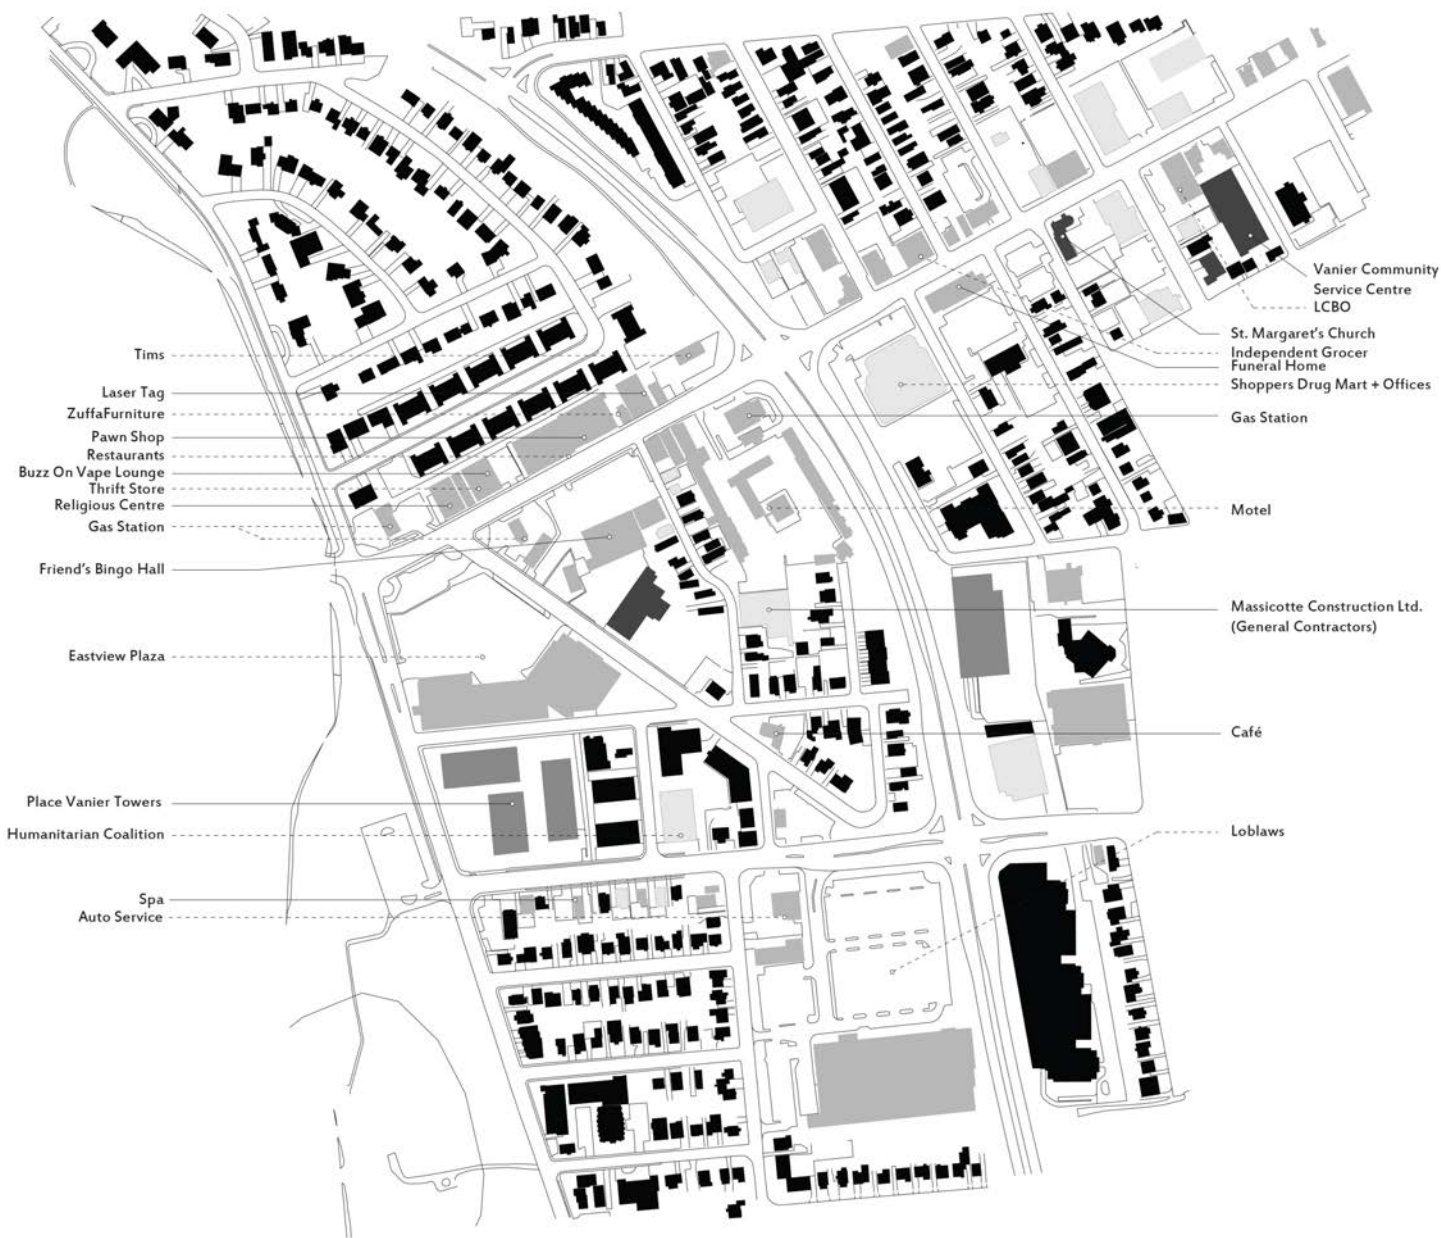 Tims
Laser Tag
ZuffaFurniture
Pawn Shop
Restaurants
Buzz On Vape Lounge
Thrift Store
Religious Centre
Gas Station
Friend's Bingo Hall
Eastview Plaza
Place Vanier Towers
Humanitarian Coalition
Spa
Auto Service
Vanier Community
Service Centre
LCBO
St. Margaret's Church
Independent Grocer
Funeral Home
Shoppers Drug Mart + Offices
Gas Station
Motel
Massicotte Construction Ltd.
(General Contractors)
Café
Loblaws